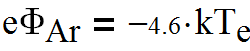 eΦAr = −4.6·kTe